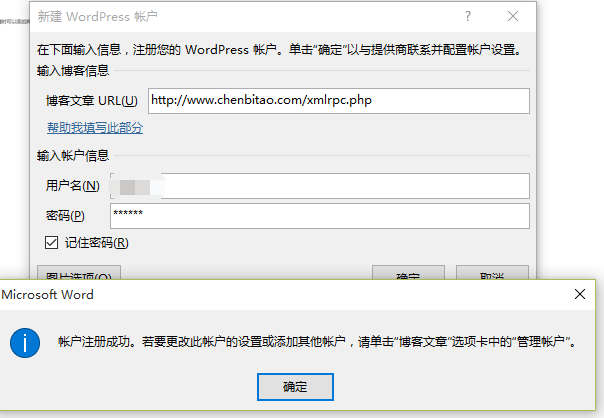 新建 WordPress 帐户
在下面输入信息，注册您的 WordPress 帐户。单击“确定”以与提供商联系并配置帐户设置。
输入博客信息
博客文章 URL(U) http://www.chenbitao.com/xmlrpc.php
帮助我填写此部分
输入帐户信息
用户名(N)
密码(P) ******
记住密码(R)
图片选项(O) 确定 取消
Microsoft Word
帐户注册成功。若要更改此帐户的设置或添加其他帐户，请单击“博客文章”选项卡中的“管理帐户”。
确定